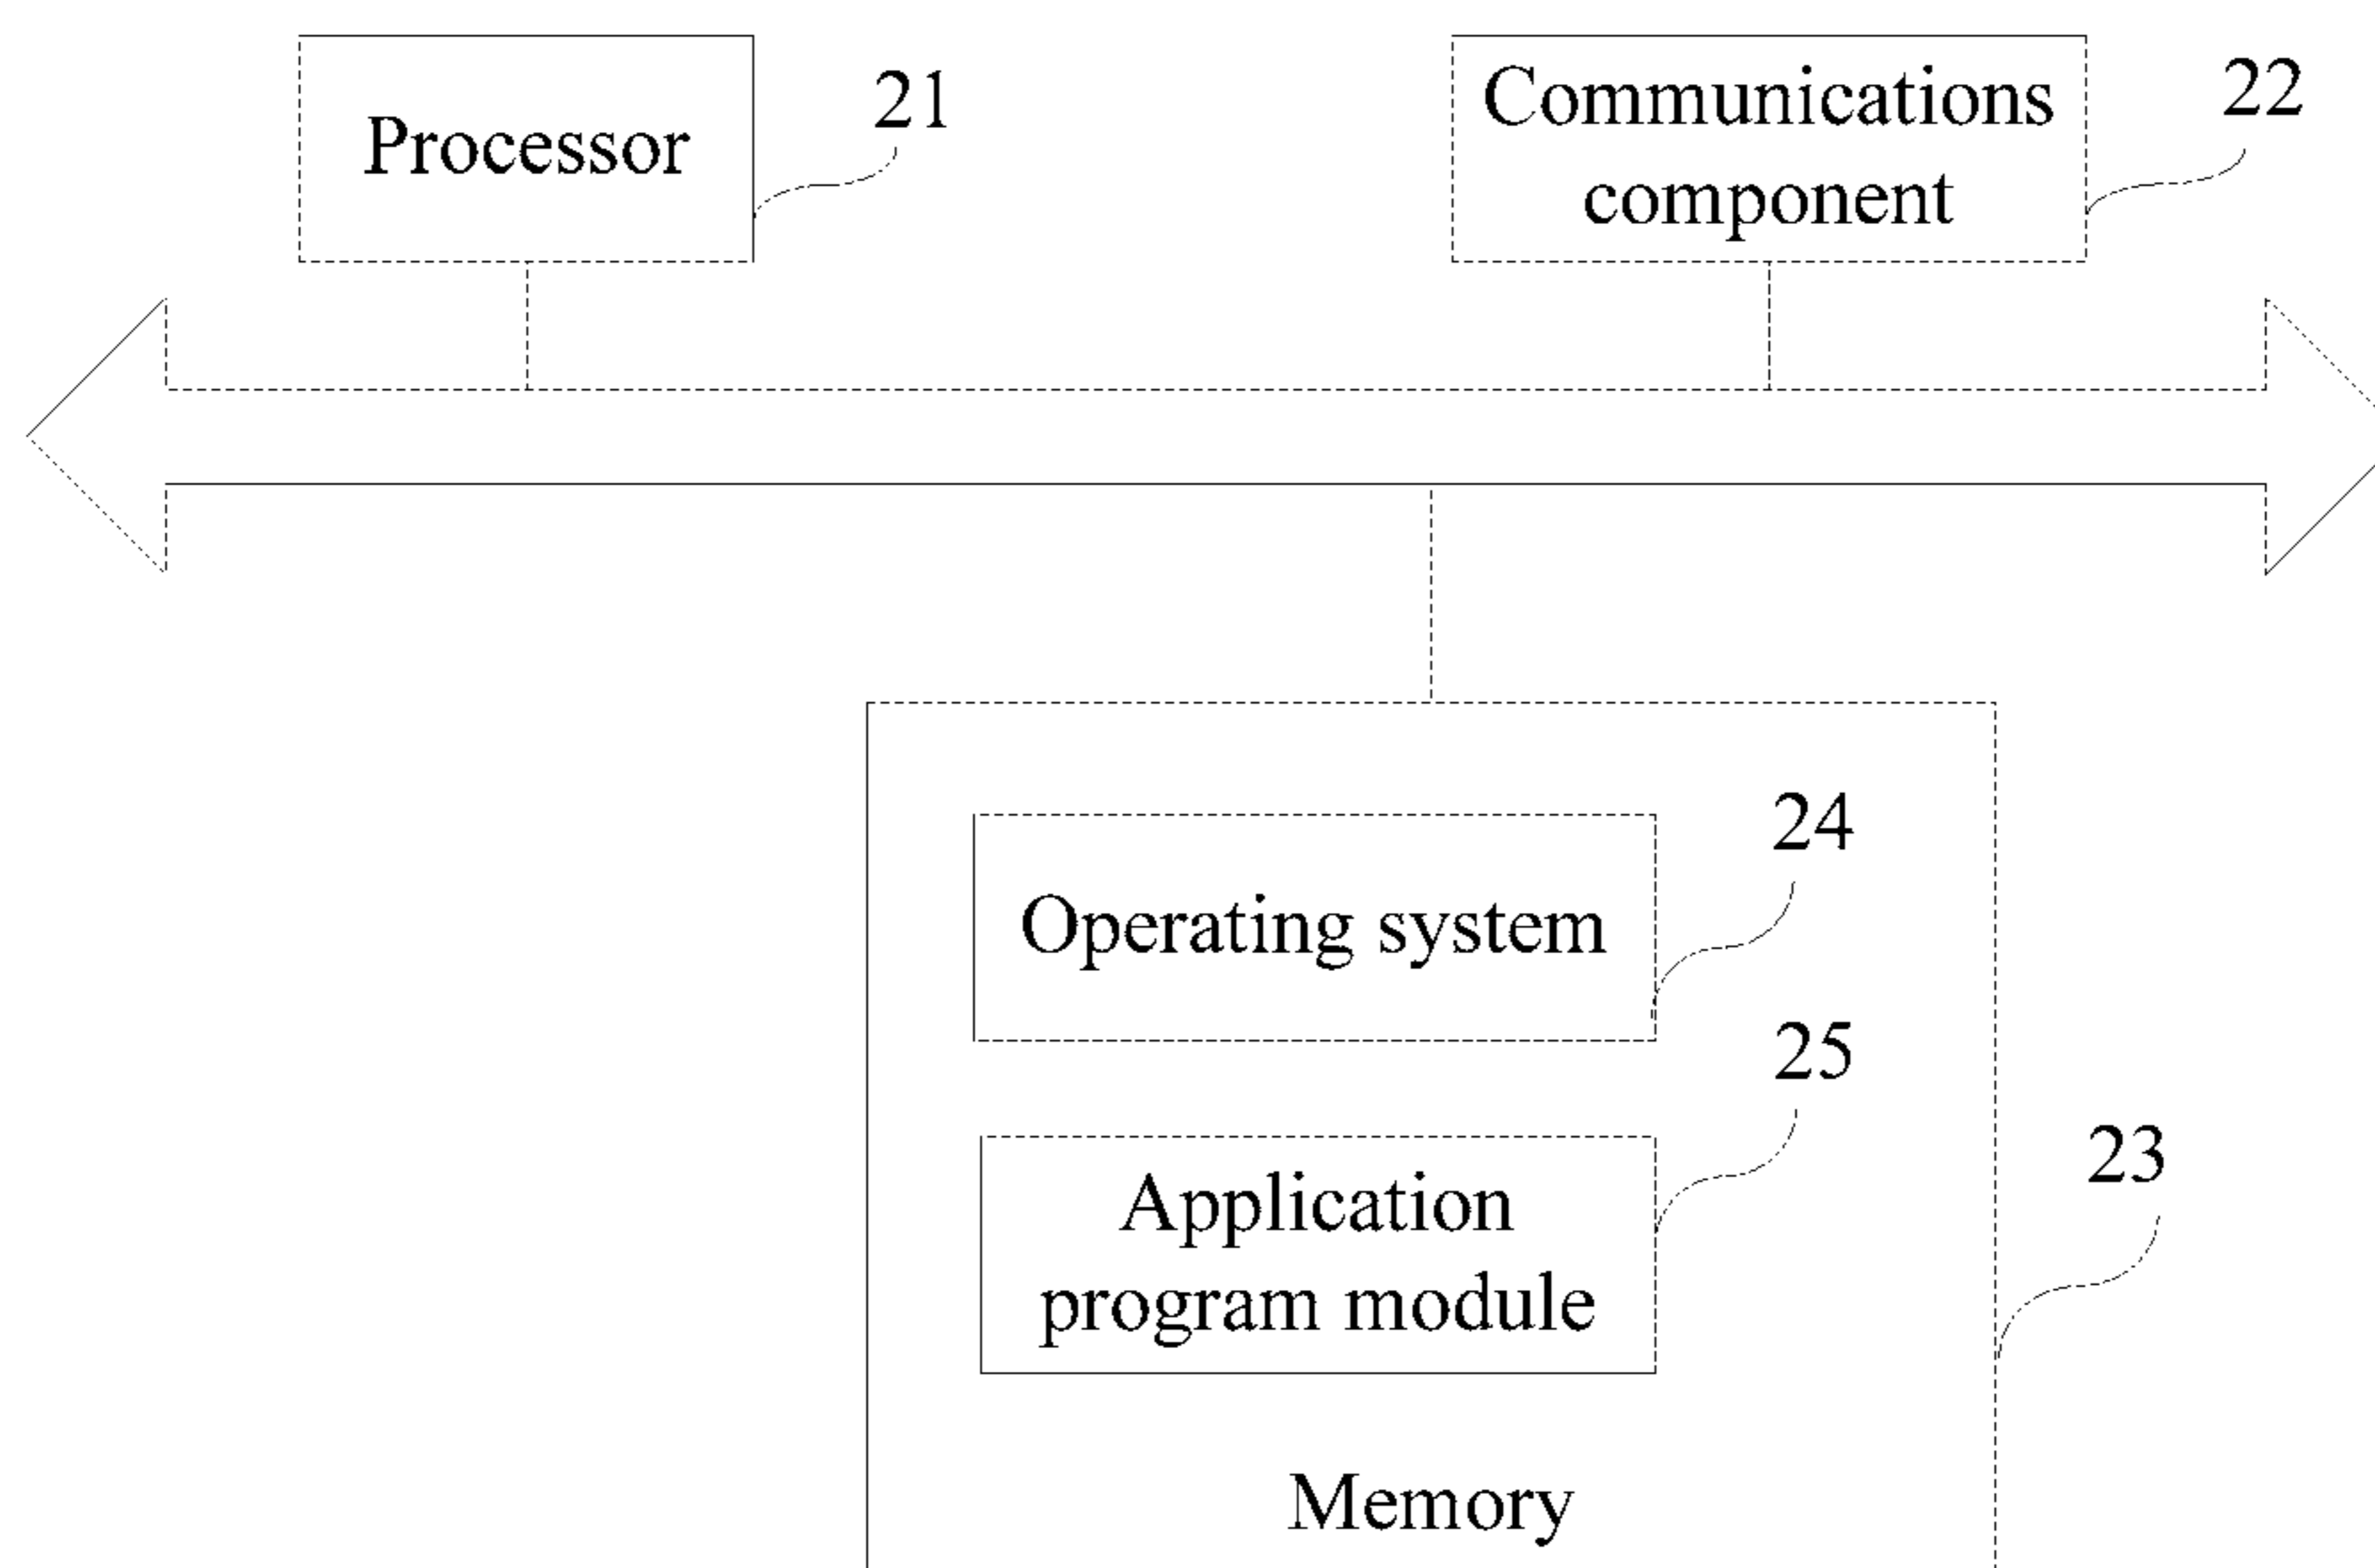 Processor
21
Communications
component
22
Operating system
24
Application
program module
25
23
Memory